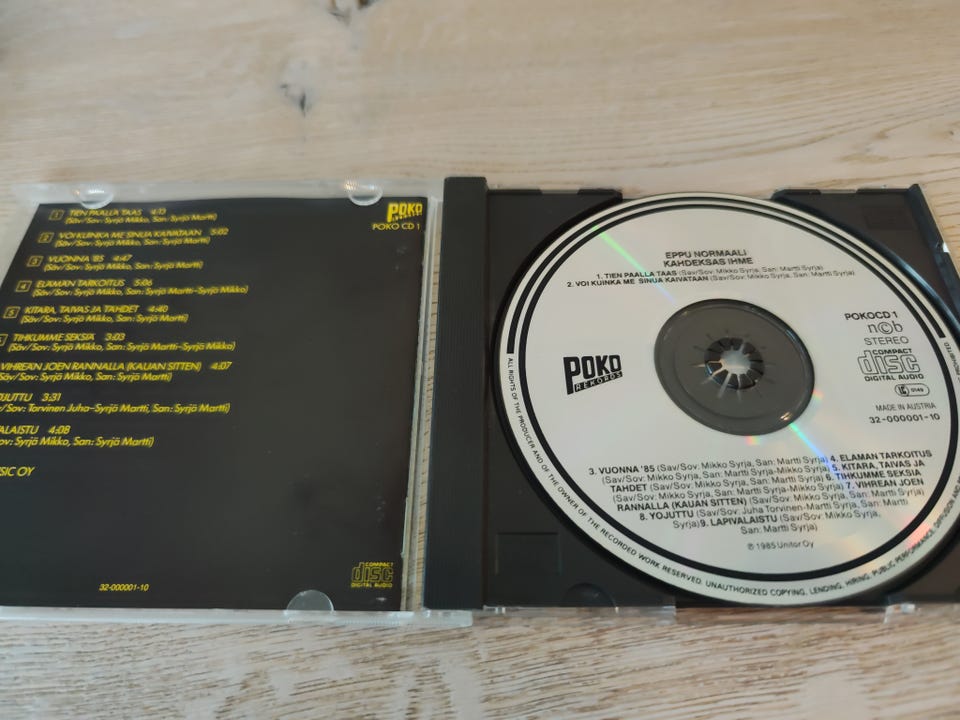 1 TIEN PÄÄLLÄ TAAS 4:13
(Säv/Sov: Syrjä Mikko, San: Syrjä Martti)
2 VOI KUINKA ME SINUA KAIVATAAN 5:02
(Säv/Sov: Syrjä Mikko, San: Syrjä Martti)
3 VUONNA '85 4:47
(Säv/Sov: Syrjä Mikko, San: Syrjä Martti)
4 ELÄMÄN TARKOITUS 5:06
(Säv/Sov: Syrjä Mikko, San: Syrjä Martti–Syrjä Mikko)
5 KITARA, TAIVAS JA TÄHDET 4:40
(Säv/Sov: Syrjä Mikko, San: Syrjä Martti)
TIHKUMME SEKSIÄ 3:03
(Säv/Sov: Syrjä Mikko, San: Syrjä Martti–Syrjä Mikko)
VIHREÄN JOEN RANNALLA (KAUAN SITTEN) 4:07
Säv/Sov: Syrjä Mikko, San: Syrjä Martti)
OJUTTU 3:31
v/Sov: Torvinen Juha–Syrjä Martti, San: Syrjä Martti)
VALAISTU 4:08
Sov: Syrjä Mikko, San: Syrjä Martti)
SIC OY
POKO
REKORDS
POKO CD 1
32-000001-10
COMPACT
disc
DIGITAL AUDIO
EPPU NORMAALI
KAHDEKSAS IHME
1. TIEN PAALLA TAAS (Sav/Sov: Mikko Syrja, San: Martti Syrja)
2. VOI KUINKA ME SINUA KAIVATAAN (Sav/Sov: Mikko Syrja, San: Martti Syrja)
POKOCD 1
n©b
STEREO
COMPACT
disc
DIGITAL AUDIO
LC 0149
MADE IN AUSTRIA
32-000001-10
POKO
REKORDS
3. VUONNA '85 (Sav/Sov: Mikko Syrja, San: Martti Syrja) 4. ELAMAN TARKOITUS
(Sav/Sov: Mikko Syrja, San: Martti Syrja-Mikko Syrja) 5. KITARA, TAIVAS JA
TAHDET (Sav/Sov: Mikko Syrja, San: Martti Syrja) 6. TIHKUMME SEKSIA
(Sav/Sov: Mikko Syrja, San: Martti Syrja-Mikko Syrja) 7. VIHREAN JOEN
RANNALLA (KAUAN SITTEN) (Sav/Sov: Mikko Syrja, San: Martti Syrja)
8. YOJUTTU (Sav/Sov: Juha Torvinen-Martti Syrja, San: Martti
Syrja) 9. LAPIVALAISTU (Sav/Sov: Mikko Syrja,
San: Martti Syrja)
℗ 1985 Unitor Oy
ALL RIGHTS OF THE PRODUCER AND OF THE OWNER OF THE RECORDED WORK RESERVED. UNAUTHORIZED COPYING, LENDING, HIRING, PUBLIC PERFORMANCE, DIFFUSION AND PROHIBITED